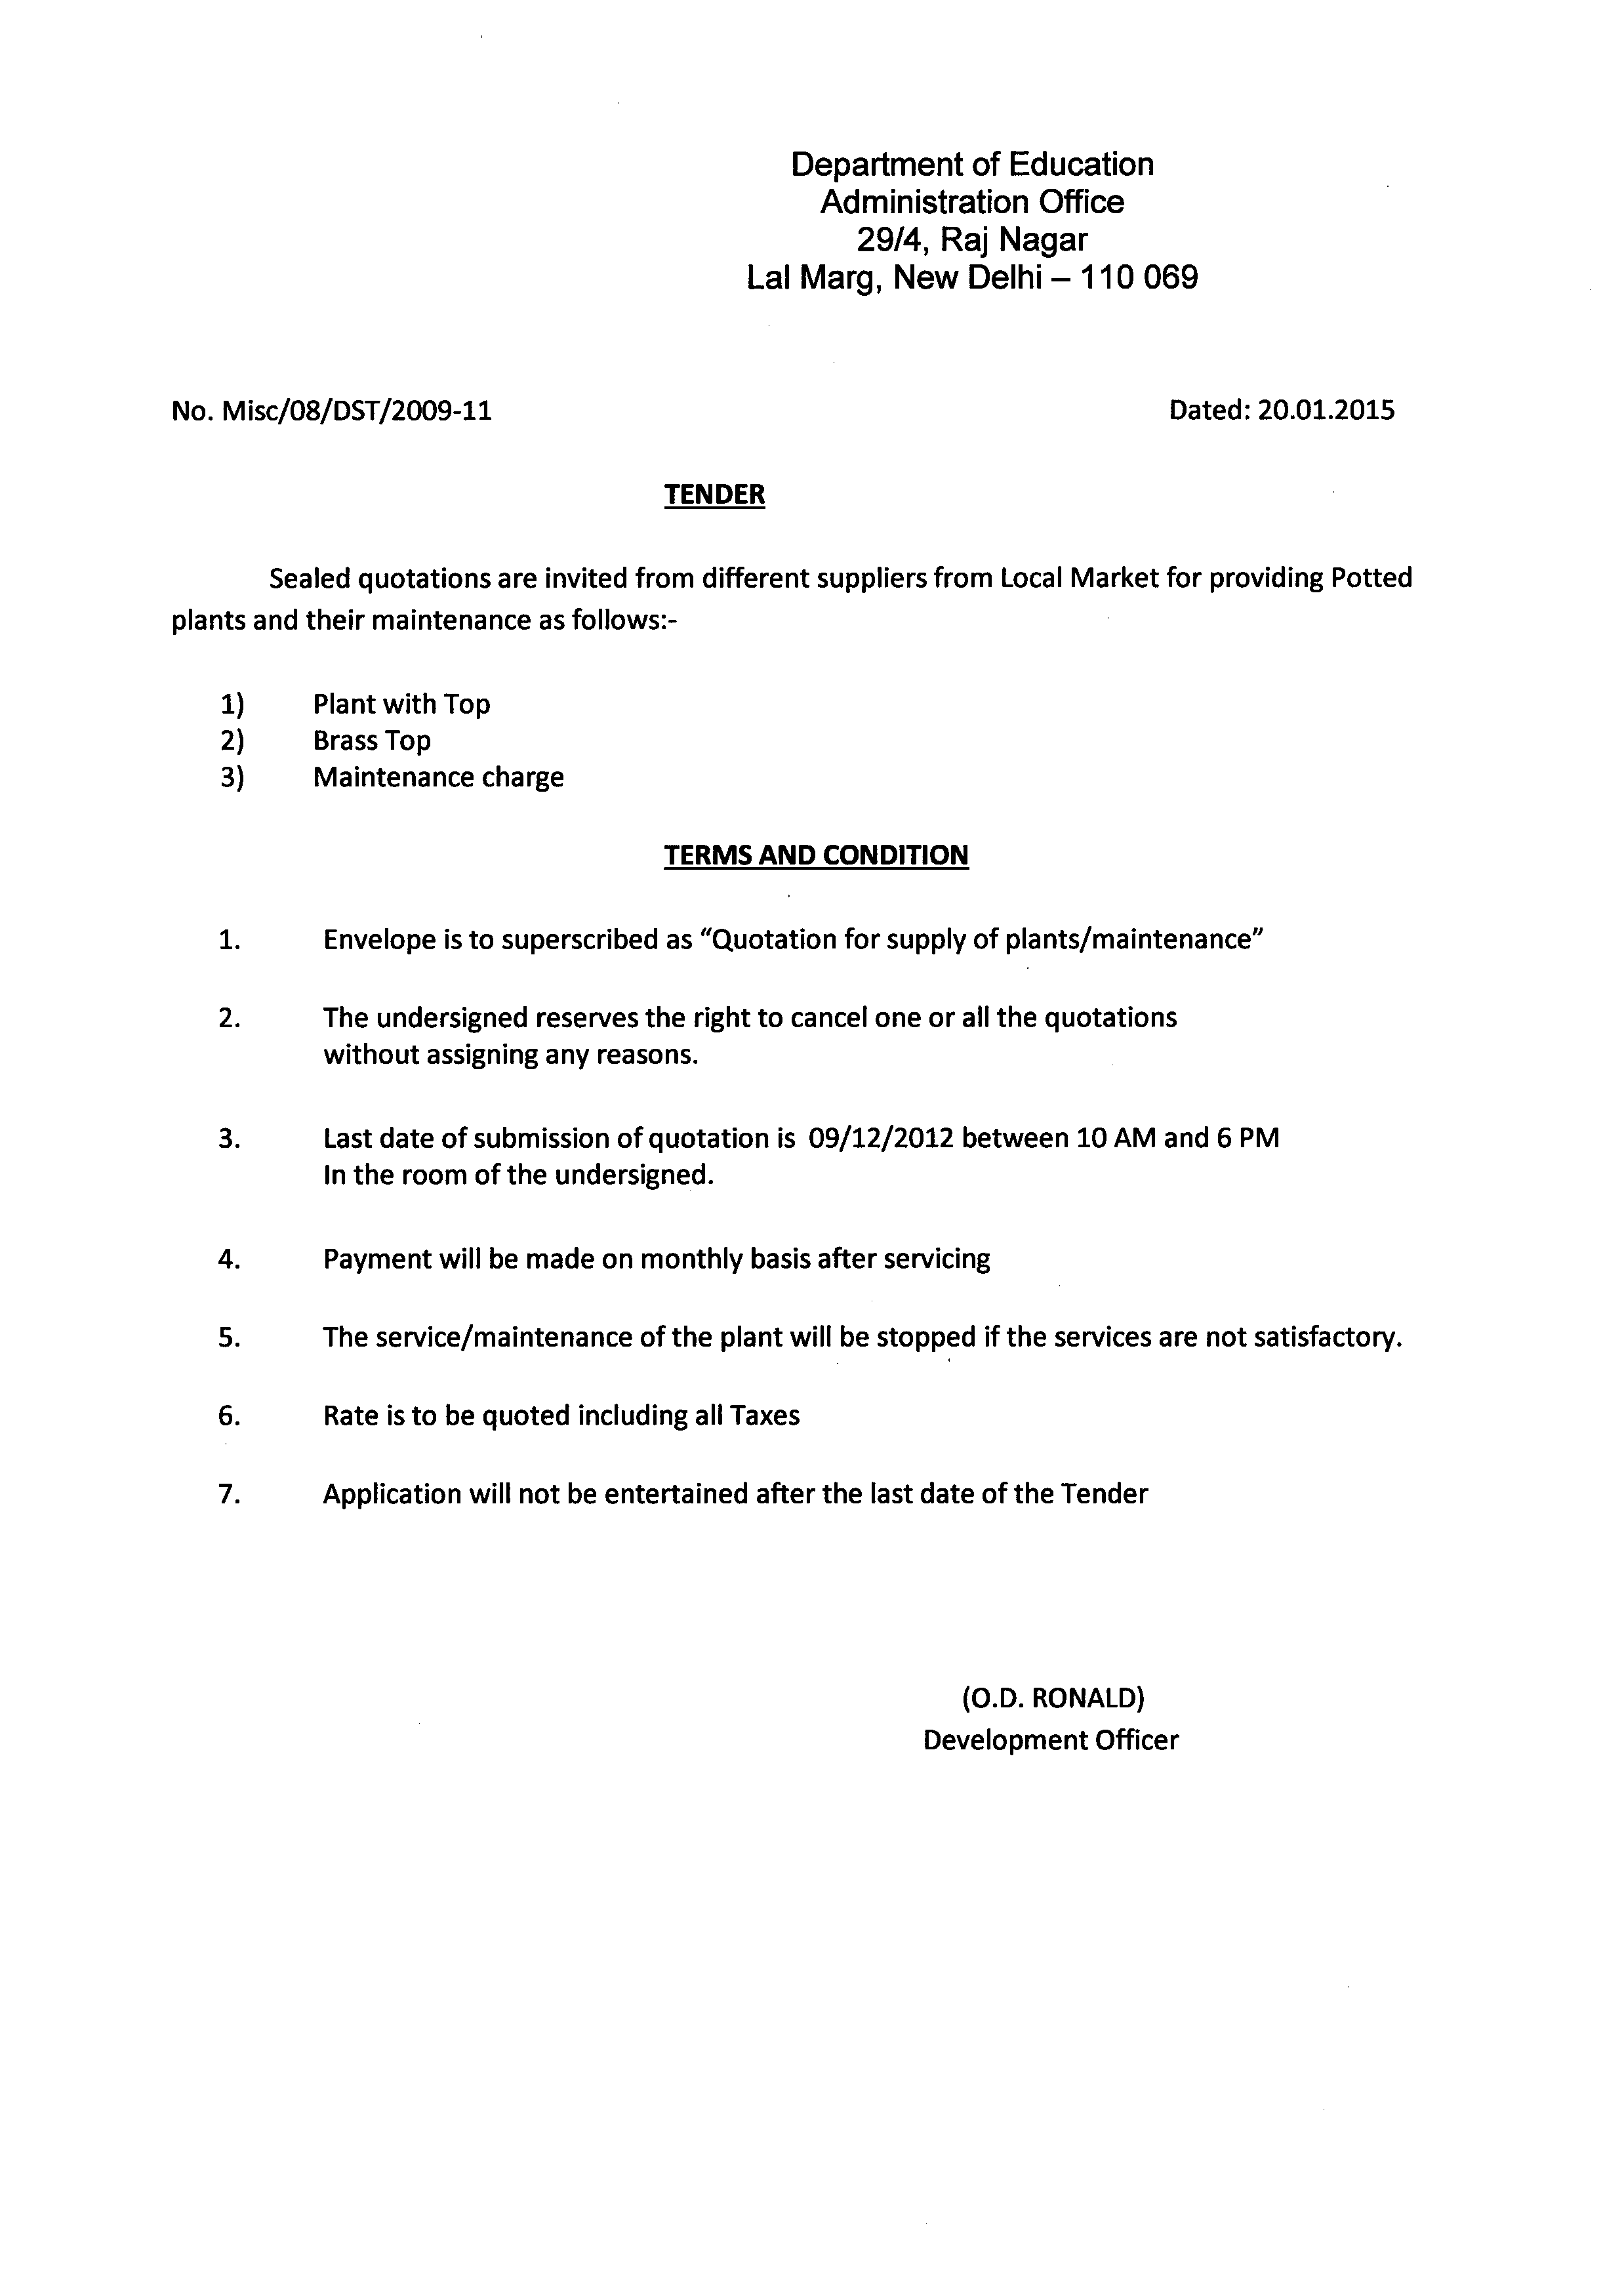 Department of Education
Administration Office
29/4, Raj Nagar
Lal Marg, New Delhi – 110 069
No. Misc/08/DST/2009-11 Dated: 20.01.2015
TENDER
Sealed quotations are invited from different suppliers from Local Market for providing Potted
plants and their maintenance as follows:-
1) Plant with Top
2) Brass Top
3) Maintenance charge
TERMS AND CONDITION
1. Envelope is to superscribed as “Quotation for supply of plants/maintenance”
2. The undersigned reserves the right to cancel one or all the quotations
without assigning any reasons.
3. Last date of submission of quotation is 09/12/2012 between 10 AM and 6 PM
In the room of the undersigned.
4. Payment will be made on monthly basis after servicing
5. The service/maintenance of the plant will be stopped if the services are not satisfactory.
6. Rate is to be quoted including all Taxes
7. Application will not be entertained after the last date of the Tender
(O.D. RONALD)
Development Officer